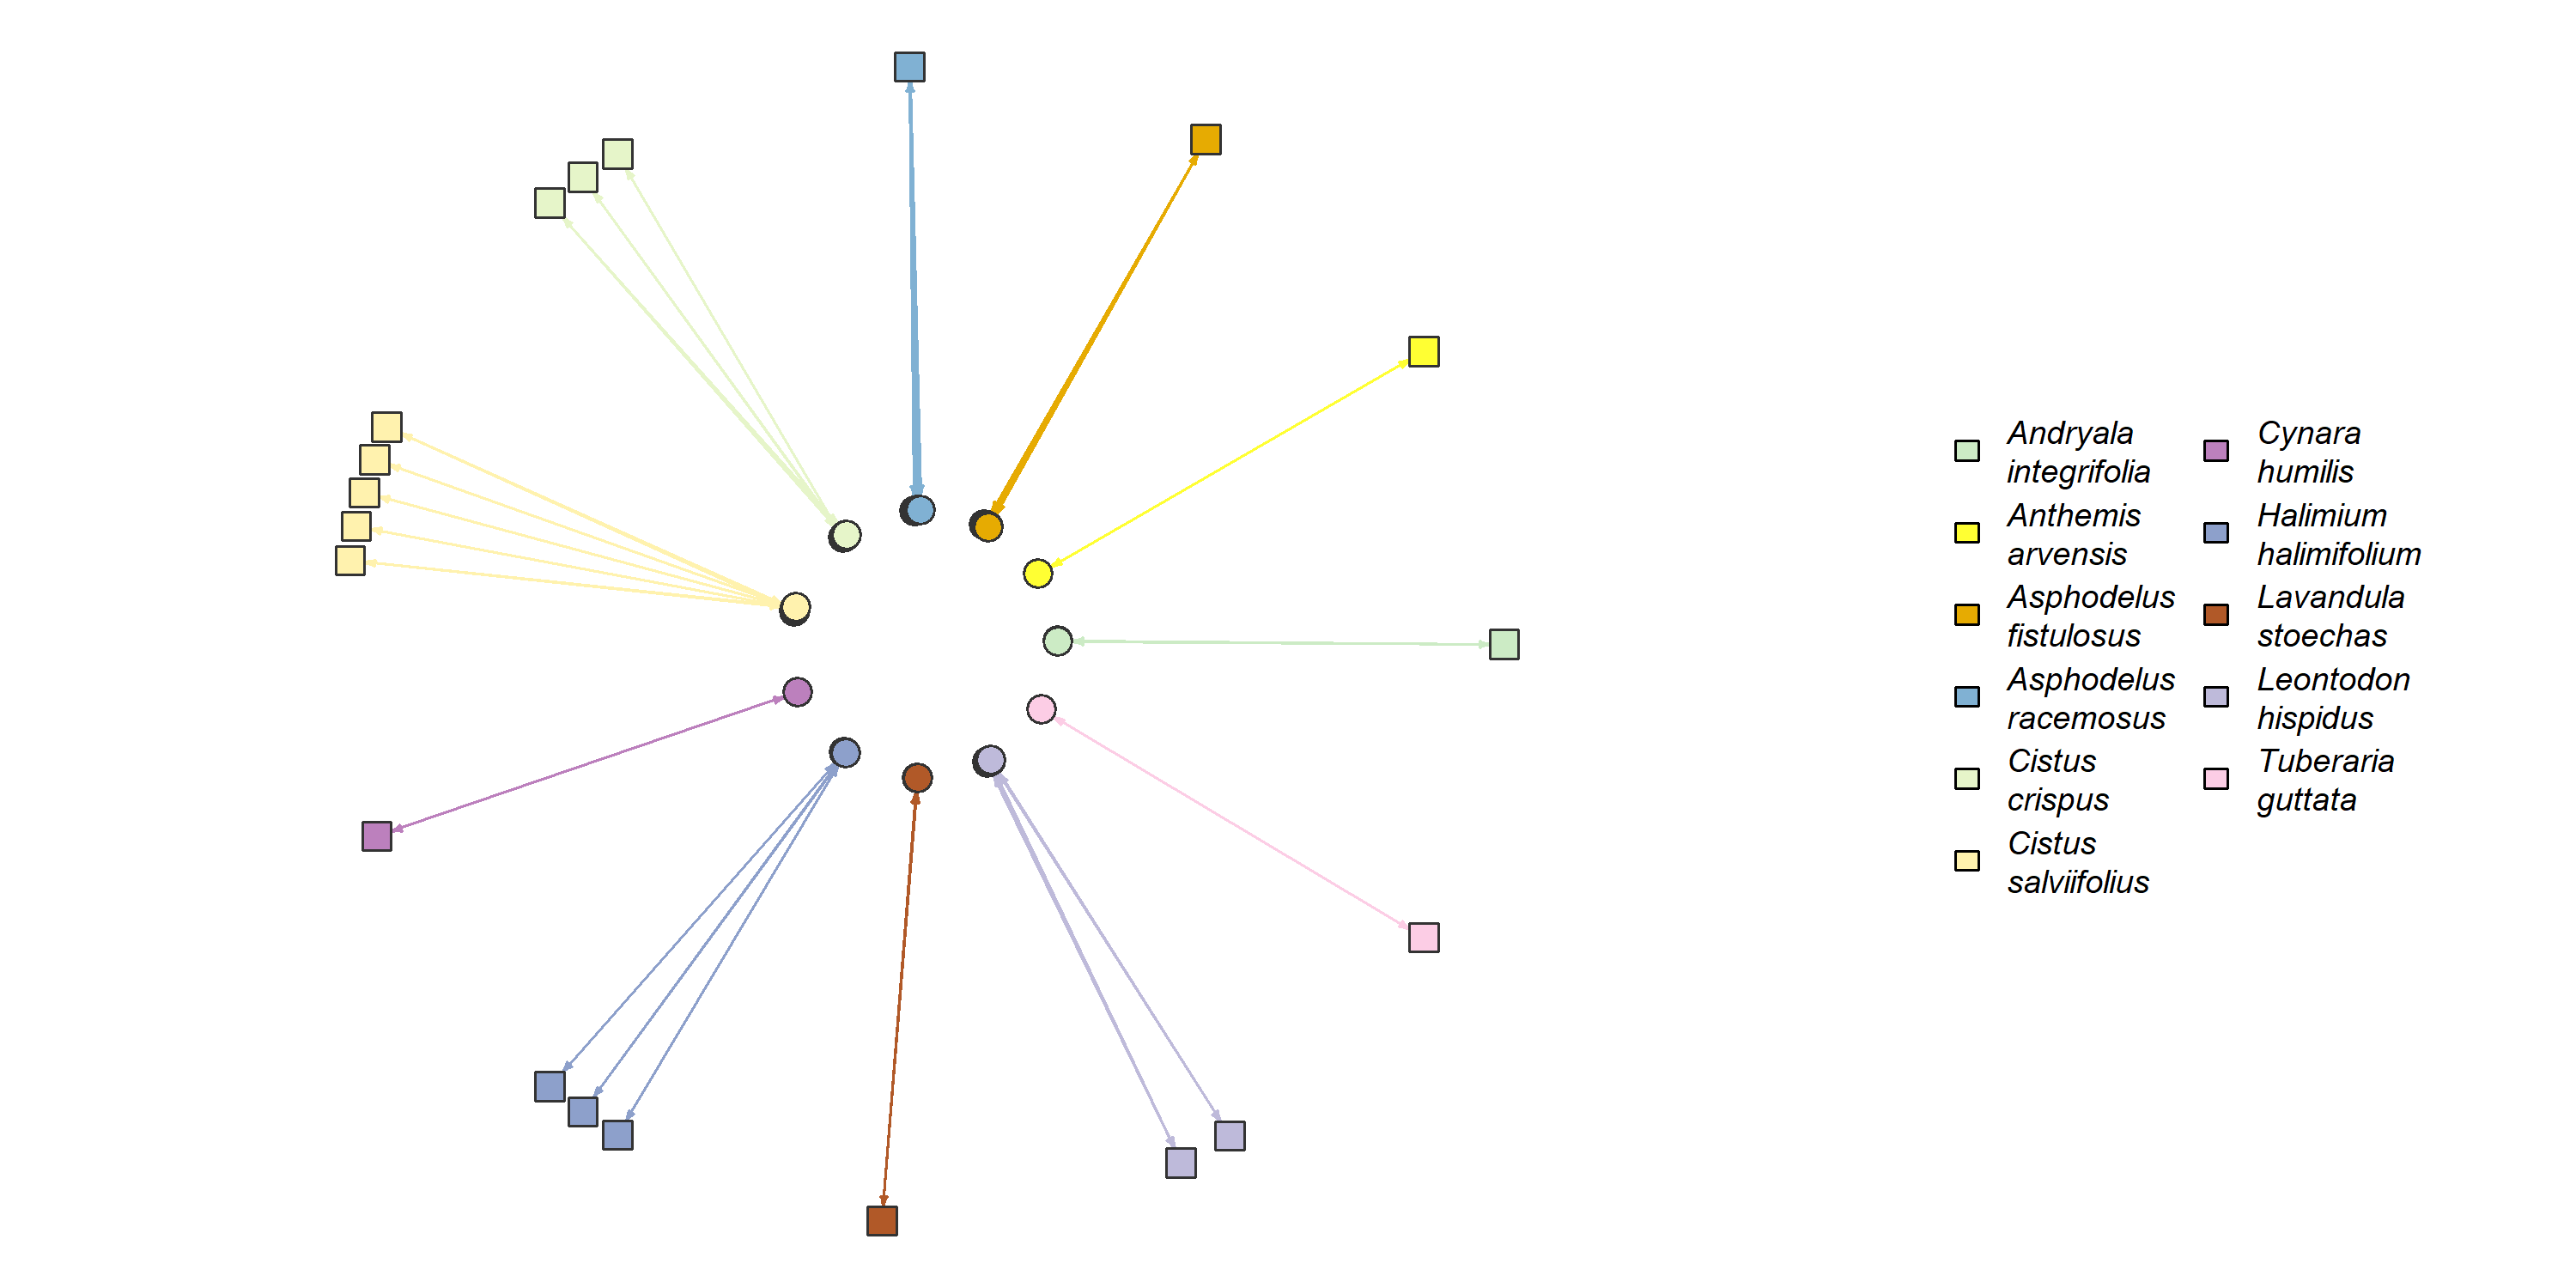 Andryala
integrifolia
Anthemis
arvensis
Asphodelus
fistulosus
Asphodelus
racemosus
Cistus
crispus
Cistus
salviifolius
Cynara
humilis
Halimium
halimifolium
Lavandula
stoechas
Leontodon
hispidus
Tuberaria
guttata